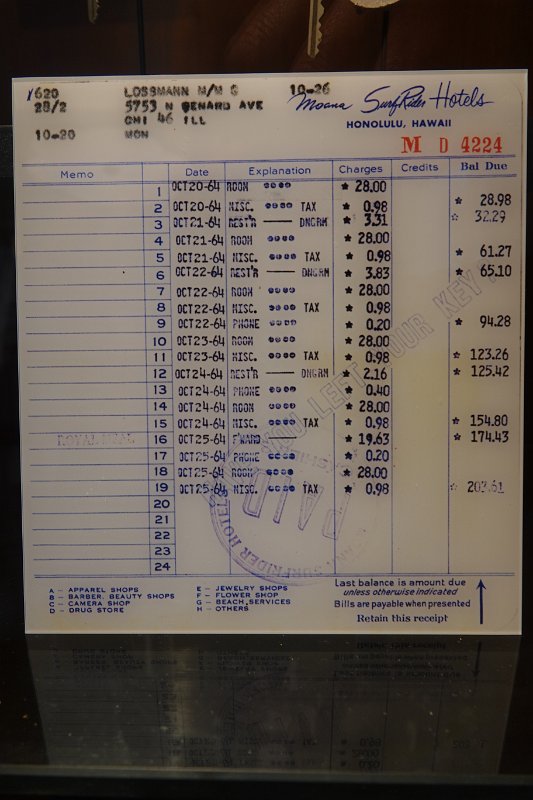 1620 LOSSMANN M/M G 10-26
28/2 5753 N GENARD AVE
CHI 46 ILL
10-20 MON
Moana SurfRider Hotels
HONOLULU, HAWAII
M D 4224
Memo Date Explanation Charges Credits Bal Due
1 OCT20-64 ROOM * 28.00
2 OCT20-64 MISC. TAX * 0.98 * 28.98
3 OCT21-64 REST'R DNGRM * 3.31 * 32.29
4 OCT21-64 ROOM * 28.00
5 OCT21-64 MISC. TAX * 0.98 * 61.27
6 OCT22-64 REST'R DNGRM * 3.83 * 65.10
7 OCT22-64 ROOM * 28.00
8 OCT22-64 MISC. TAX * 0.98
9 OCT22-64 PHONE * 0.20 * 94.28
10 OCT23-64 ROOM * 28.00
11 OCT23-64 MISC. TAX * 0.98 * 123.26
12 OCT24-64 REST'R DNGRM * 2.16 * 125.42
13 OCT24-64 PHONE * 0.40
14 OCT24-64 ROOM * 28.00
15 OCT24-64 MISC. TAX * 0.98 * 154.80
16 OCT25-64 F'WARD * 19.63 * 174.43
17 OCT25-64 PHONE * 0.20
18 OCT25-64 ROOM * 28.00
19 OCT25-64 MISC. TAX * 0.98 * 203.61
20
21
22
23
24
YOU LEFT YOUR KEY
PAID
SURFRIDER HOTELS
A – APPAREL SHOPS
B – BARBER, BEAUTY SHOPS
C – CAMERA SHOP
D – DRUG STORE
E – JEWELRY SHOPS
F – FLOWER SHOP
G – BEACH, SERVICES
H – OTHERS
Last balance is amount due
unless otherwise indicated
Bills are payable when presented
Retain this receipt